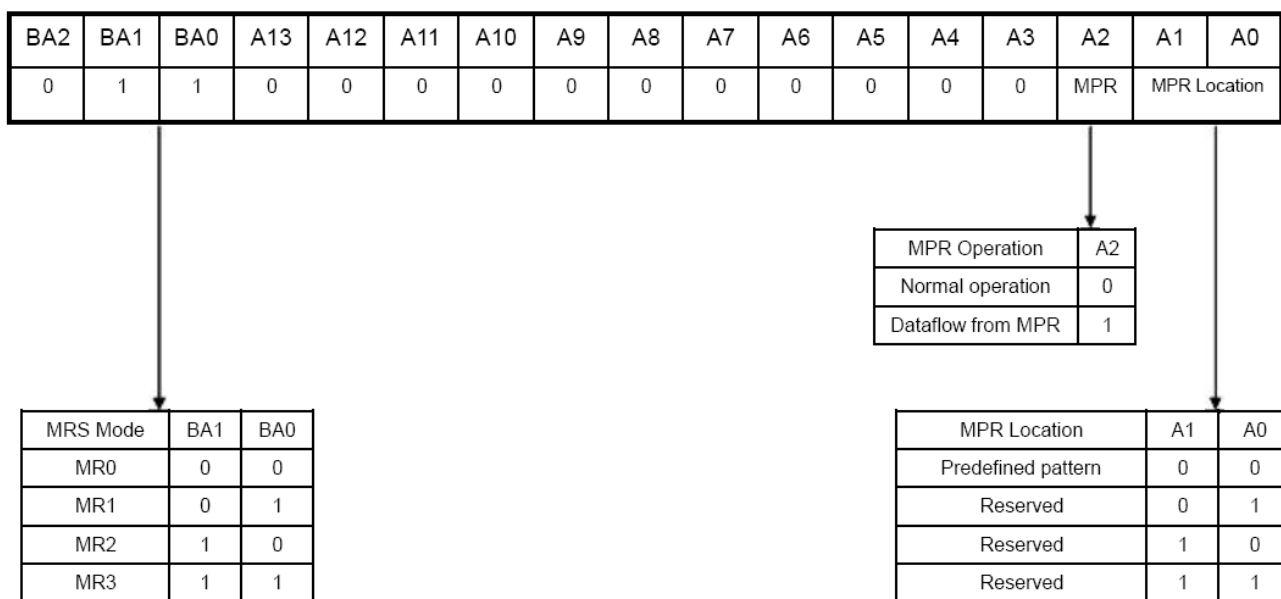 BA2 BA1 BA0 A13 A12 A11 A10 A9 A8 A7 A6 A5 A4 A3 A2 A1 A0
0 1 1 0 0 0 0 0 0 0 0 0 0 0 MPR MPR Location
MPR Operation A2
Normal operation 0
Dataflow from MPR 1
MRS Mode BA1 BA0
MR0 0 0
MR1 0 1
MR2 1 0
MR3 1 1
MPR Location A1 A0
Predefined pattern 0 0
Reserved 0 1
Reserved 1 0
Reserved 1 1